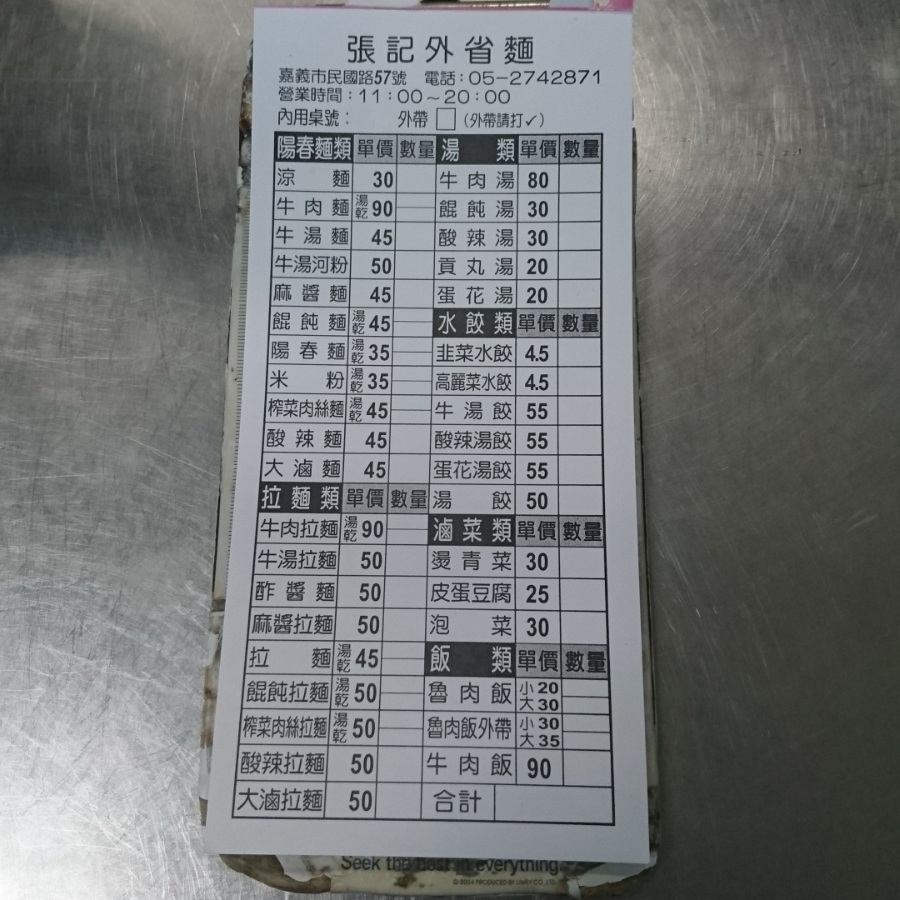 張記外省麵
嘉義市民國路57號 電話：05-2742871
營業時間：11：00～20：00
內用桌號： 外帶 □ (外帶請打✓)
陽春麵類 單價 數量 湯類 單價 數量
涼麵 30 牛肉湯 80
牛肉麵 湯乾 90 餛飩湯 30
牛湯麵 45 酸辣湯 30
牛湯河粉 50 貢丸湯 20
麻醬麵 45 蛋花湯 20
餛飩麵 湯乾 45 水餃類 單價 數量
陽春麵 湯乾 35 韭菜水餃 4.5
米粉 湯乾 35 高麗菜水餃 4.5
榨菜肉絲麵 湯乾 45 牛湯餃 55
酸辣麵 45 酸辣湯餃 55
大滷麵 45 蛋花湯餃 55
拉麵類 單價 數量 湯餃 50
牛肉拉麵 湯乾 90 滷菜類 單價 數量
牛湯拉麵 50 燙青菜 30
酢醬麵 50 皮蛋豆腐 25
麻醬拉麵 50 泡菜 30
拉麵 湯乾 45 飯類 單價 數量
餛飩拉麵 湯乾 50 魯肉飯 小 20 大 30
榨菜肉絲拉麵 湯乾 50 魯肉飯外帶 小 30 大 35
酸辣拉麵 50 牛肉飯 90
大滷拉麵 50 合計
Seek the best in everything